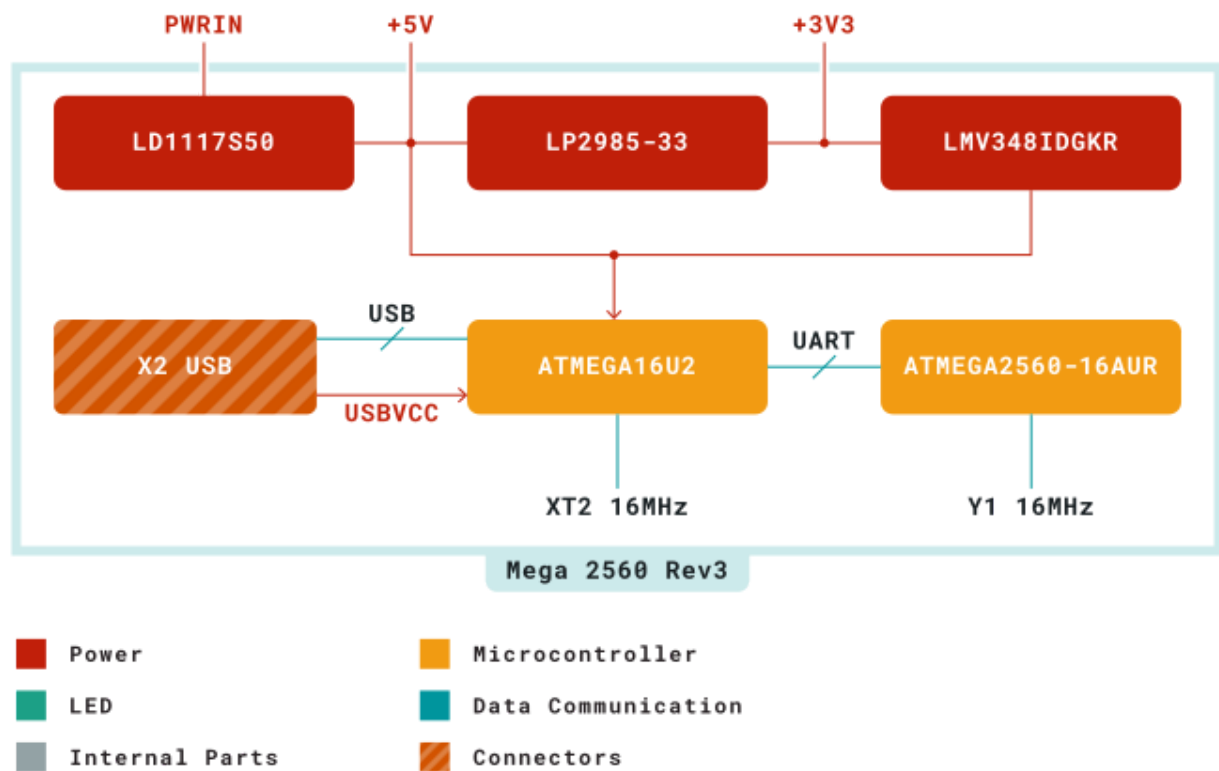 PWRIN
+5V
+3V3
LD1117S50
LP2985-33
LMV348IDGKR
USB
UART
X2 USB
ATMEGA16U2
ATMEGA2560-16AUR
USBVCC
XT2 16MHz
Y1 16MHz
Mega 2560 Rev3
Power
Microcontroller
LED
Data Communication
Internal Parts
Connectors